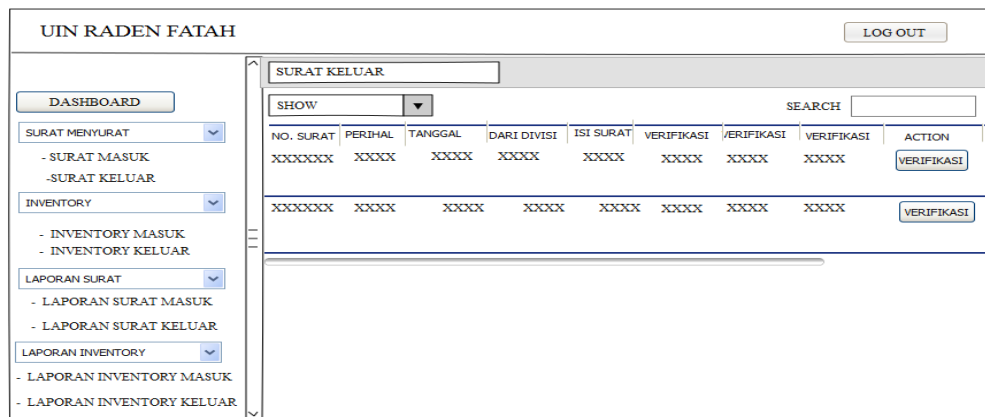 UIN RADEN FATAH
LOG OUT
DASHBOARD
SURAT MENYURAT
- SURAT MASUK
-SURAT KELUAR
INVENTORY
- INVENTORY MASUK
- INVENTORY KELUAR
LAPORAN SURAT
- LAPORAN SURAT MASUK
- LAPORAN SURAT KELUAR
LAPORAN INVENTORY
- LAPORAN INVENTORY MASUK
- LAPORAN INVENTORY KELUAR
SURAT KELUAR
SHOW SEARCH
NO. SURAT PERIHAL TANGGAL DARI DIVISI ISI SURAT VERIFIKASI VERIFIKASI VERIFIKASI ACTION
XXXXXX XXXX XXXX XXXX XXXX XXXX XXXX XXXX VERIFIKASI
XXXXXX XXXX XXXX XXXX XXXX XXXX XXXX XXXX VERIFIKASI